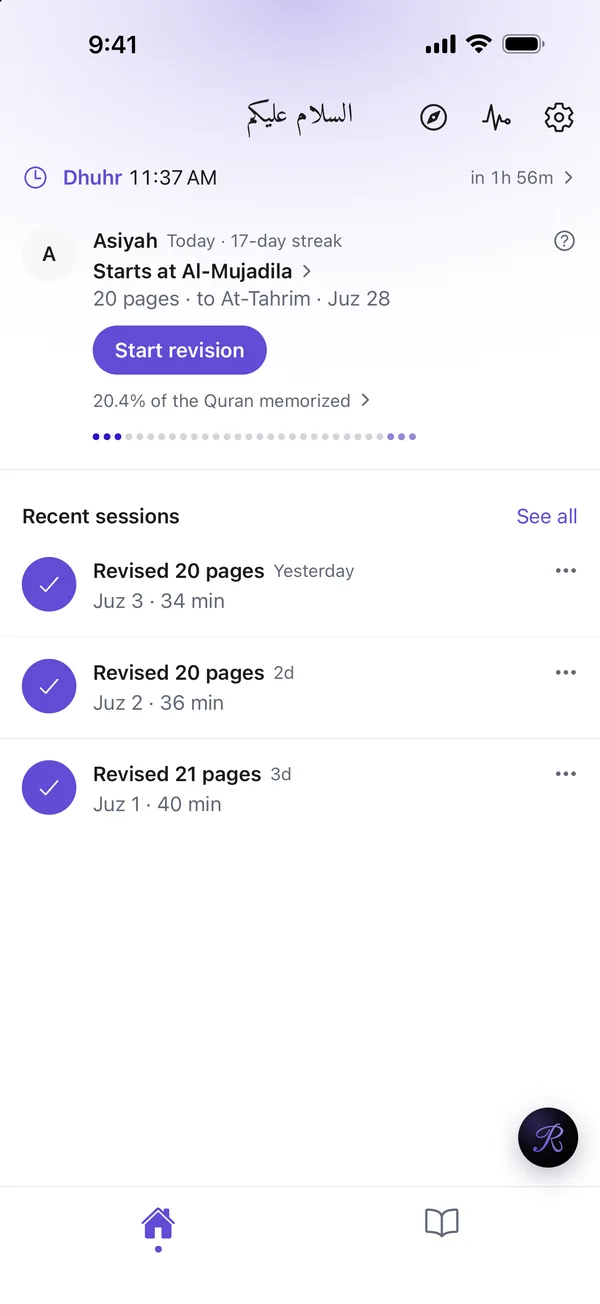 9:41
السلام عليكم
Dhuhr 11:37 AM in 1h 56m
A
Asiyah Today · 17-day streak
Starts at Al-Mujadila
20 pages · to At-Tahrim · Juz 28
Start revision
20.4% of the Quran memorized
Recent sessions See all
Revised 20 pages Yesterday
Juz 3 · 34 min
Revised 20 pages 2d
Juz 2 · 36 min
Revised 21 pages 3d
Juz 1 · 40 min
R